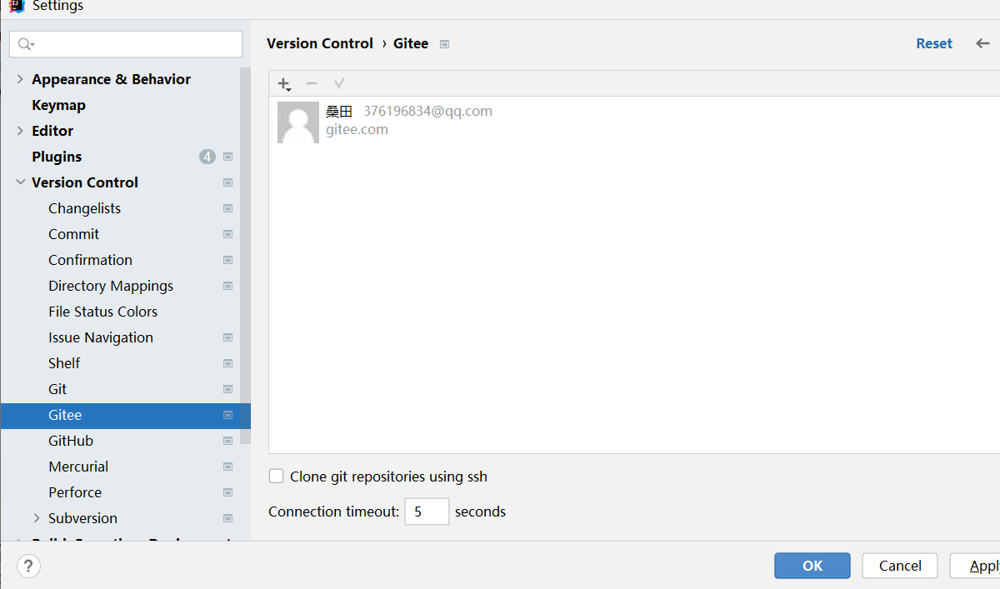 Settings
Version Control › Gitee
Reset
Appearance & Behavior
Keymap
Editor
Plugins 4
Version Control
Changelists
Commit
Confirmation
Directory Mappings
File Status Colors
Issue Navigation
Shelf
Git
Gitee
GitHub
Mercurial
Perforce
Subversion
桑田 376196834@qq.com
gitee.com
Clone git repositories using ssh
Connection timeout: 5 seconds
?
OK
Cancel
Apply